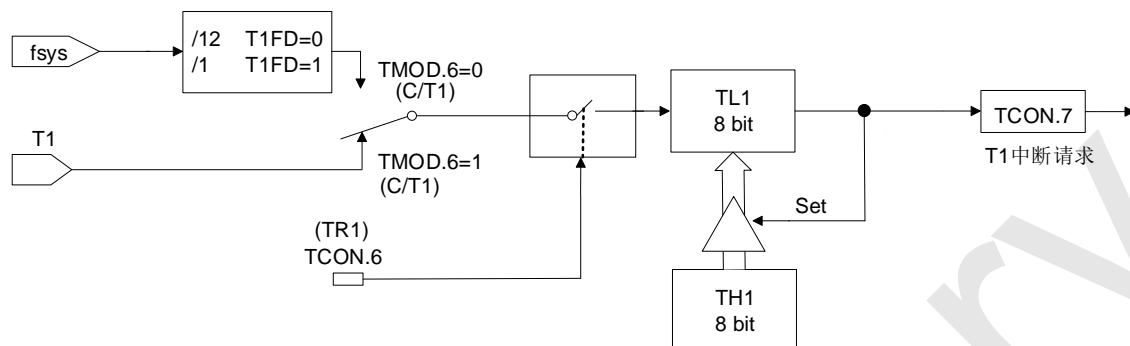 fsys
/12 T1FD=0
/1 T1FD=1
TMOD.6=0
(C/T1)
T1
TMOD.6=1
(C/T1)
(TR1)
TCON.6
TL1
8 bit
TCON.7
T1中断请求
Set
TH1
8 bit